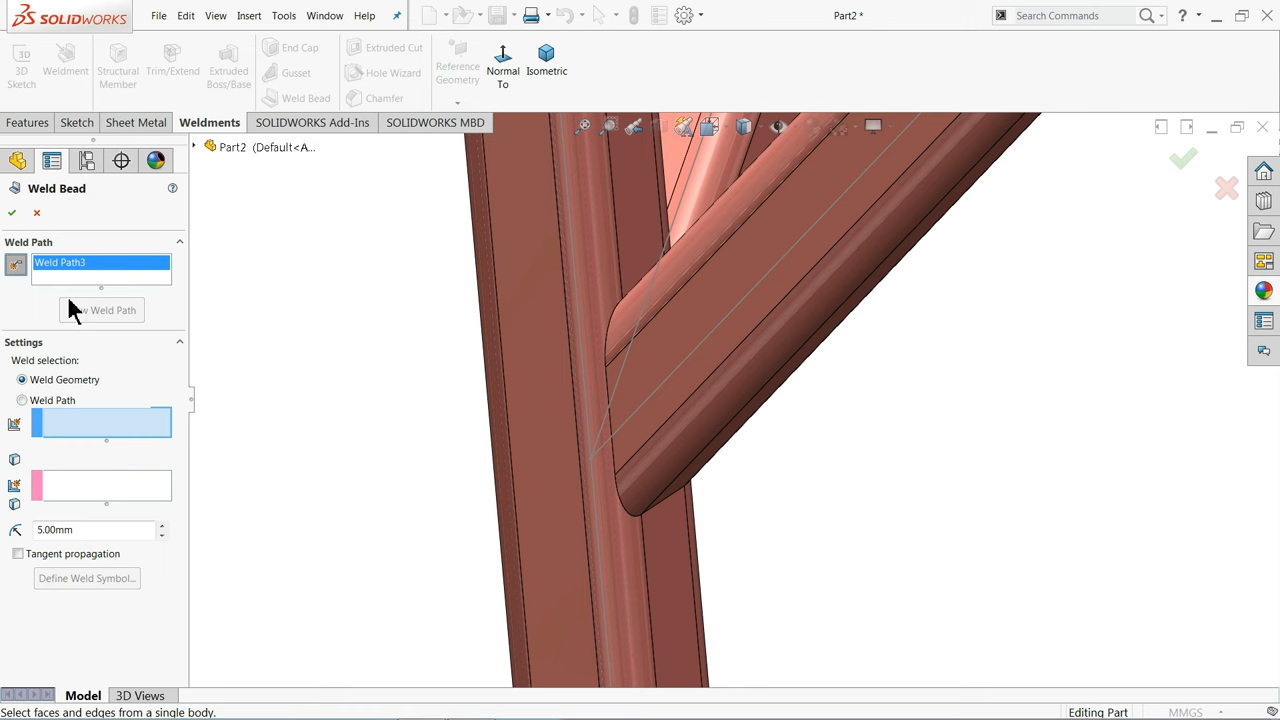 SOLIDWORKS File Edit View Insert Tools Window Help Part2 * Search Commands ?
3D Sketch Weldment Structural Member Trim/Extend Extruded Boss/Base End Cap Gusset Weld Bead Extruded Cut Hole Wizard Chamfer Reference Geometry Normal To Isometric
Features Sketch Sheet Metal Weldments SOLIDWORKS Add-Ins SOLIDWORKS MBD
Part2 (Default<A...
Weld Bead
Weld Path
Weld Path3
Weld Path
Settings
Weld selection:
Weld Geometry
Weld Path
5.00mm
Tangent propagation
Define Weld Symbol...
Model 3D Views
Select faces and edges from a single body. Editing Part MMGS